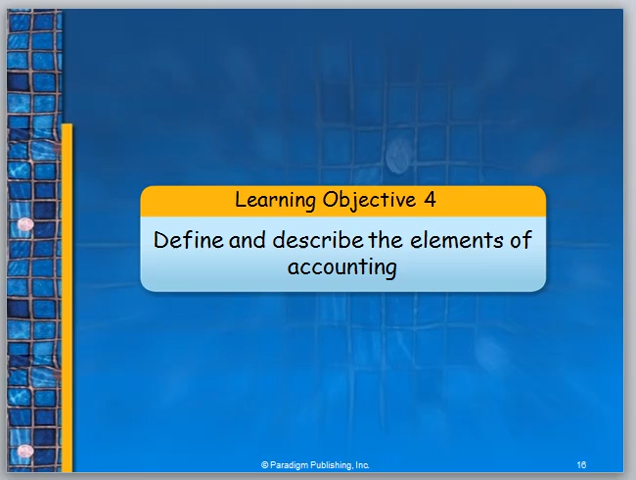 Learning Objective 4
Define and describe the elements of
accounting
© Paradigm Publishing, Inc.
16